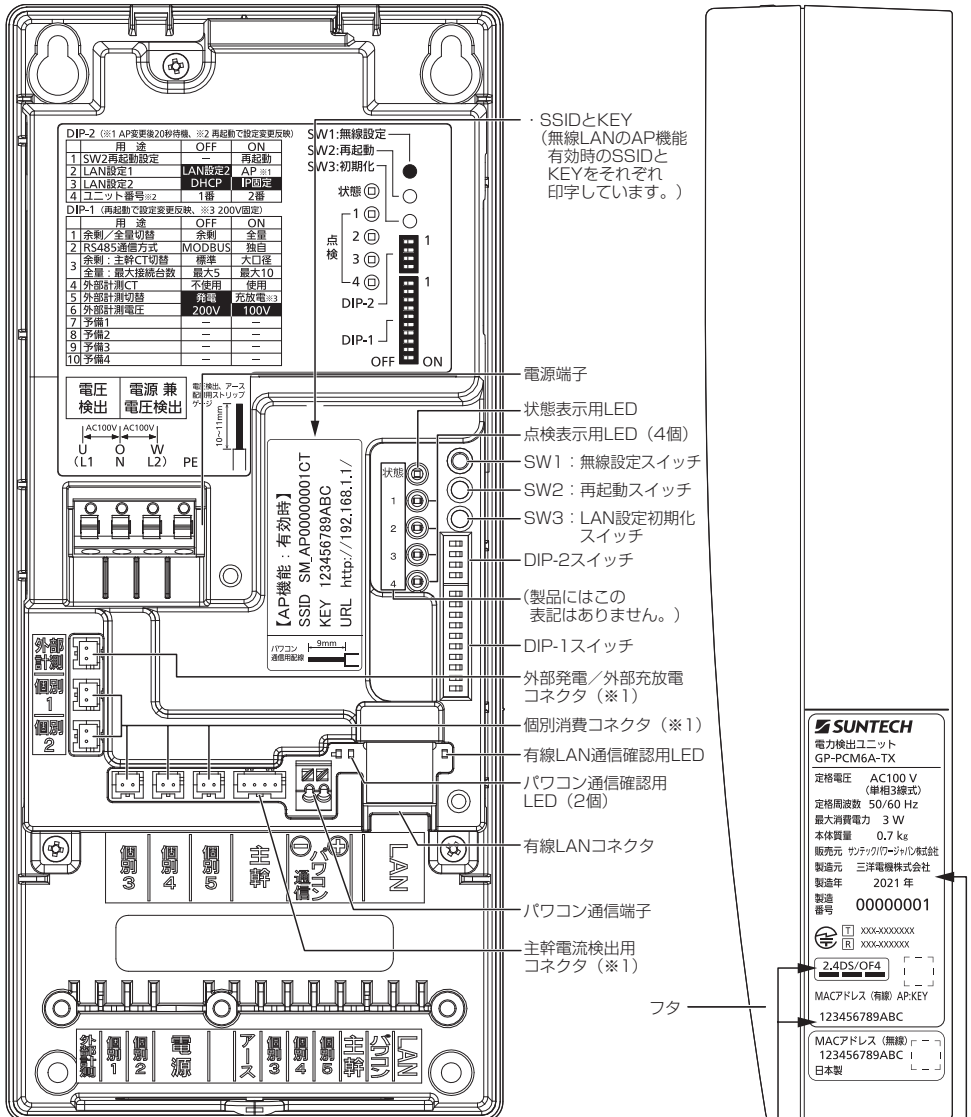 DIP-2（※1 AP変更後20秒待機、※2 再起動で設定変更反映）
用 途 OFF ON
1 SW2再起動設定 － 再起動
2 LAN設定1 LAN設定2 AP ※1
3 LAN設定2 DHCP IP固定
4 ユニット番号※2 1番 2番
DIP-1（再起動で設定変更反映、※3 200V固定）
用 途 OFF ON
1 余剰／全量切替 余剰 全量
2 RS485通信方式 MODBUS 独自
3 余剰：主幹CT切替 標準 大口径
全量：最大接続台数 最大5 最大10
4 外部計測CT 不使用 使用
5 外部計測切替 発電 充放電※3
6 外部計測電圧 200V 100V
7 予備1 － －
8 予備2 － －
9 予備3 － －
10 予備4 － －
SW1:無線設定
SW2:再起動
SW3:初期化
状態
点検
1
2
3
4
1
1
DIP-2
DIP-1
OFF ON
電圧検出
電源 兼電圧検出
電圧検出、アース
配線用ストリップ
ゲージ
10～11mm
AC100V AC100V
U O W
(L1 N L2) PE
【AP機能：有効時】
SSID SM_AP00000001CT
KEY 123456789ABC
URL http://192.168.1.1/
パワコン
通信用配線
9mm
状態
1
2
3
4
外部計測
個別1
個別2
個別3
個別4
個別5
主幹
パワコン通信
LAN
外部計測
個別1
個別2
電源
アース
個別3
個別4
個別5
主幹
パワコン
LAN
・SSIDとKEY
（無線LANのAP機能
有効時のSSIDと
KEYをそれぞれ
印字しています。）
電源端子
状態表示用LED
点検表示用LED（4個）
SW1：無線設定スイッチ
SW2：再起動スイッチ
SW3：LAN設定初期化
スイッチ
DIP-2スイッチ
（製品にはこの
表記はありません。）
DIP-1スイッチ
外部発電／外部充放電
コネクタ（※1）
個別消費コネクタ（※1）
有線LAN通信確認用LED
パワコン通信確認用
LED（2個）
有線LANコネクタ
パワコン通信端子
主幹電流検出用
コネクタ（※1）
フタ
SUNTECH
電力検出ユニット
GP-PCM6A-TX
定格電圧 AC100 V
（単相3線式）
定格周波数 50/60 Hz
最大消費電力 3 W
本体質量 0.7 kg
販売元 サンテックパワージャパン株式会社
製造元 三洋電機株式会社
製造年 2021 年
製造番号 00000001
T XXX-XXXXXXX
R XXX-XXXXXX
2.4DS/OF4
MACアドレス（有線） AP:KEY
123456789ABC
MACアドレス（無線）
123456789ABC
日本製